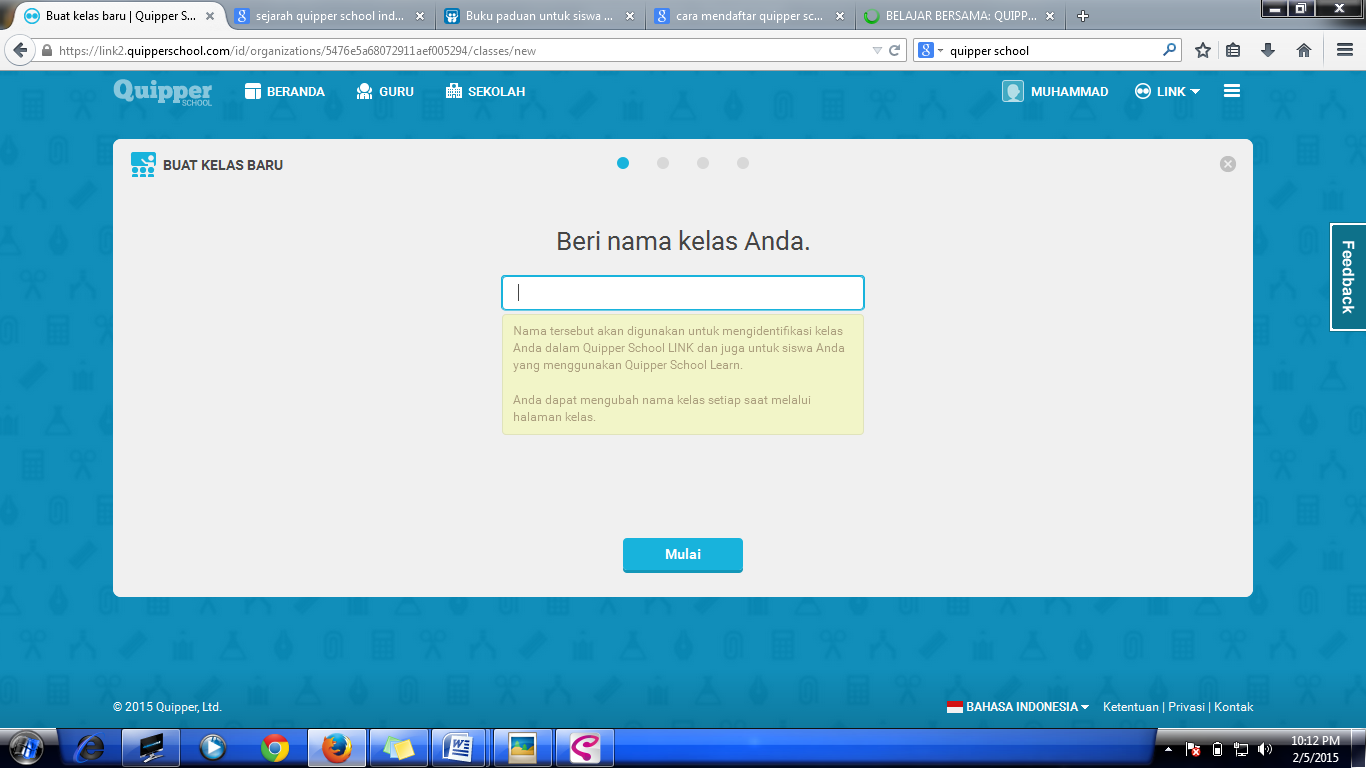 Buat kelas baru | Quipper S...
sejarah quipper school ind...
Buku paduan untuk siswa ...
cara mendaftar quipper sc...
BELAJAR BERSAMA: QUIPP...
https://link2.quipperschool.com/id/organizations/5476e5a68072911aef005294/classes/new
quipper school
Quipper
SCHOOL
BERANDA
GURU
SEKOLAH
MUHAMMAD
LINK
BUAT KELAS BARU
Beri nama kelas Anda.
Nama tersebut akan digunakan untuk mengidentifikasi kelas
Anda dalam Quipper School LINK dan juga untuk siswa Anda
yang menggunakan Quipper School Learn.
Anda dapat mengubah nama kelas setiap saat melalui
halaman kelas.
Mulai
Feedback
© 2015 Quipper, Ltd.
BAHASA INDONESIA
Ketentuan | Privasi | Kontak
10:12 PM
2/5/2015